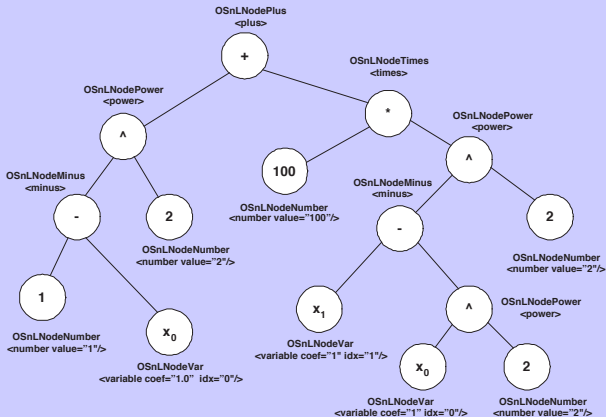 OSnLNodePlus
<plus>
+
OSnLNodeTimes
<times>
*
OSnLNodePower
<power>
^
OSnLNodePower
<power>
^
100
OSnLNodeNumber
<number value="100"/>
OSnLNodeMinus
<minus>
-
2
OSnLNodeNumber
<number value="2"/>
OSnLNodeMinus
<minus>
-
2
OSnLNodeNumber
<number value="2"/>
1
OSnLNodeNumber
<number value="1"/>
x0
OSnLNodeVar
<variable coef="1.0" idx="0"/>
x1
OSnLNodeVar
<variable coef="1" idx="1"/>
^
OSnLNodePower
<power>
x0
OSnLNodeVar
<variable coef="1" idx="0"/>
2
OSnLNodeNumber
<number value="2"/>